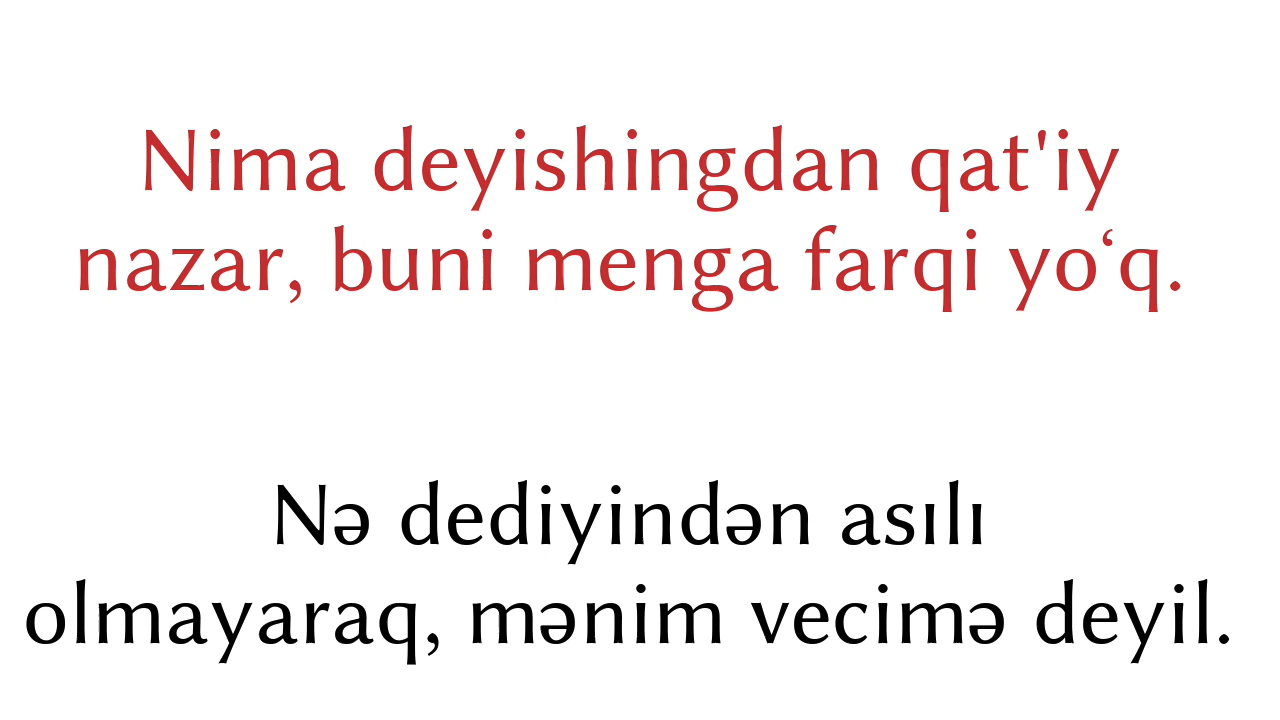 Nima deyishingdan qat'iy
nazar, buni menga farqi yo‘q.
Nə dediyindən asılı
olmayaraq, mənim vecimə deyil.